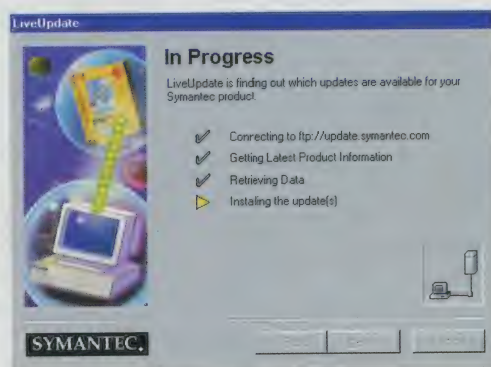 LiveUpdate
In Progress
LiveUpdate is finding out which updates are available for your
Symantec product.
Connecting to ftp://update.symantec.com
Getting Latest Product Information
Retrieving Data
Instaling the update(s)
SYMANTEC.